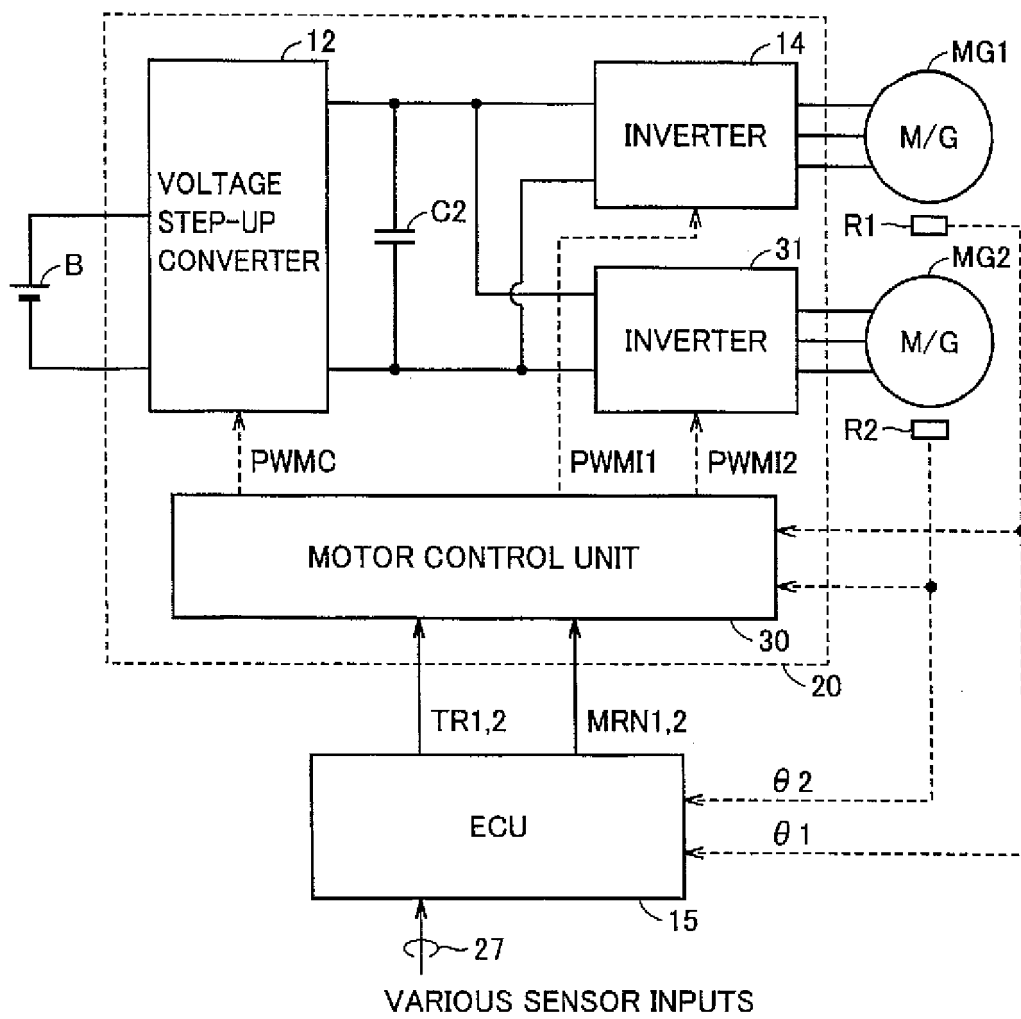 12
14
MG1
VOLTAGE
STEP-UP
CONVERTER
INVERTER
M/G
C2
R1
B
31
MG2
INVERTER
M/G
R2
PWMC
PWMI1
PWMI2
MOTOR CONTROL UNIT
30
20
TR1,2
MRN1,2
θ2
ECU
θ1
15
27
VARIOUS SENSOR INPUTS